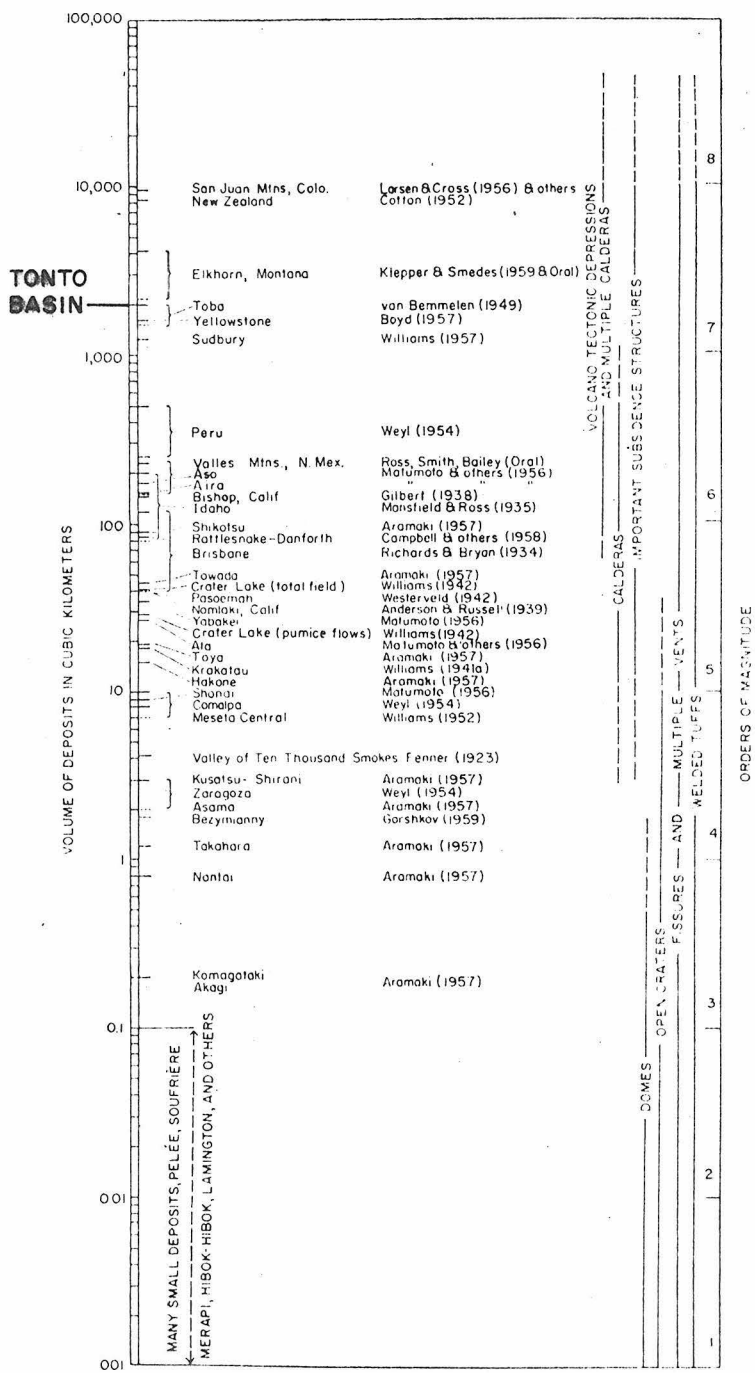 100,000
10,000
San Juan Mtns, Colo. Larsen & Cross (1956) & others
New Zealand Cotton (1952)
Elkhorn, Montana Klepper & Smedes (1959 & Oral)
TONTO
BASIN
Toba van Bemmelen (1949)
Yellowstone Boyd (1957)
1,000
Sudbury Williams (1957)
Peru Weyl (1954)
Valles Mtns., N. Mex. Ross, Smith, Bailey (Oral)
Aso Matumoto & others (1956)
Aira " " "
Bishop, Calif Gilbert (1938)
Idaho Mansfield & Ross (1935)
100
Shikotsu Aramaki (1957)
Rattlesnake-Danforth Campbell & others (1958)
Brisbane Richards & Bryan (1934)
Towada Aramaki (1957)
Crater Lake (total field) Williams (1942)
Pasoeman Westerveld (1942)
Nomlaki, Calif Anderson & Russell (1939)
Yabakei Matumoto (1956)
Crater Lake (pumice flows) Williams (1942)
Ata Matumoto & others (1956)
Toya Aramaki (1957)
Krakatau Williams (1941a)
Hakone Aramaki (1957)
10
Shonai Matumoto (1956)
Comalpa Weyl (1954)
Meseta Central Williams (1952)
Valley of Ten Thousand Smokes Fenner (1923)
Kusatsu-Shirani Aramaki (1957)
Zaragoza Weyl (1954)
Asama Aramaki (1957)
Bezymianny Gorshkov (1959)
Takahara Aramaki (1957)
1
Nantai Aramaki (1957)
Komagataki
Akagi Aramaki (1957)
0.1
0.01
.001
VOLUME OF DEPOSITS IN CUBIC KILOMETERS
MANY SMALL DEPOSITS, PELÉE, SOUFRIÈRE
MERAPI, HIBOK-HIBOK, LAMINGTON, AND OTHERS
VOLCANO TECTONIC DEPRESSIONS
AND MULTIPLE CALDERAS
CALDERAS
IMPORTANT SUBSIDENCE STRUCTURES
DOMES
OPEN CRATERS
FISSURES AND MULTIPLE VENTS
WELDED TUFFS
8
7
6
5
4
3
2
1
ORDERS OF MAGNITUDE